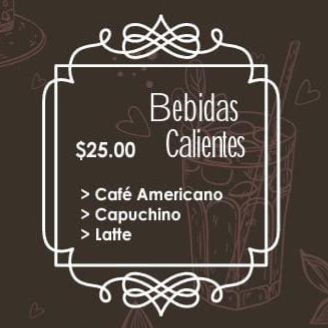 Bebidas
$25.00 Calientes
> Café Americano
> Capuchino
> Latte